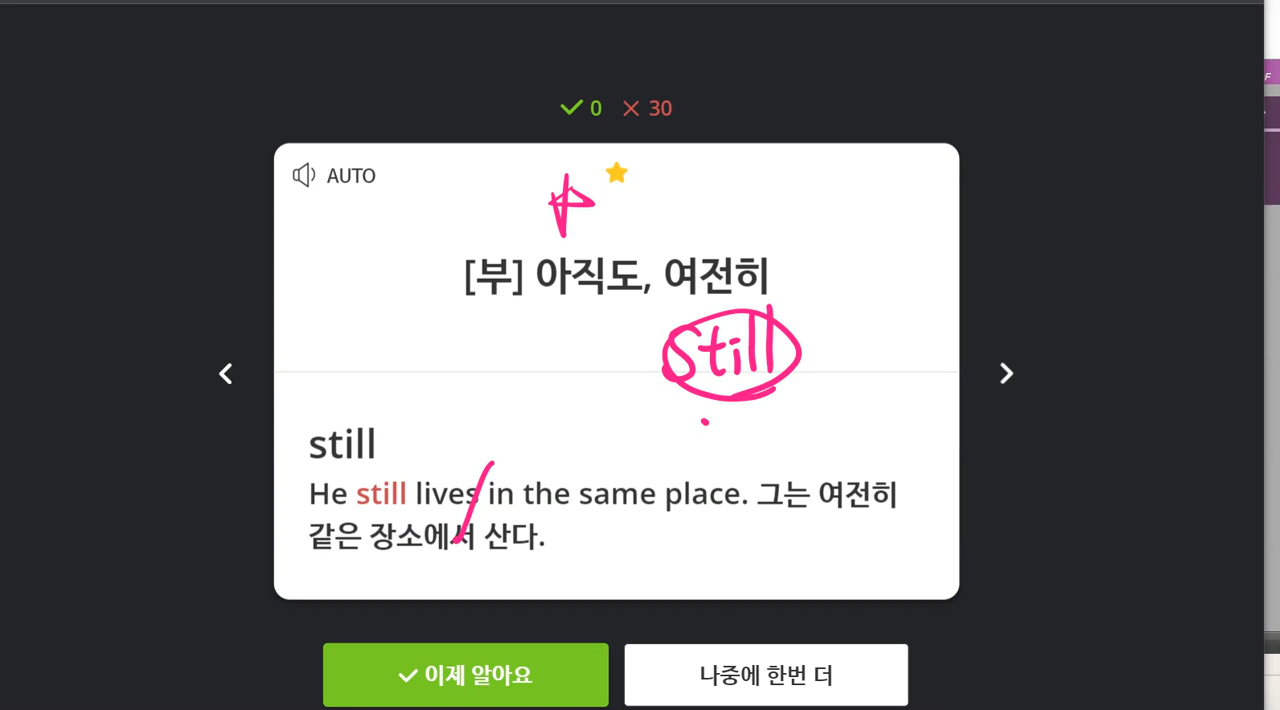 0 30
AUTO
[부] 아직도, 여전히
still
still
He still lives in the same place. 그는 여전히
같은 장소에서 산다.
이제 알아요 나중에 한번 더